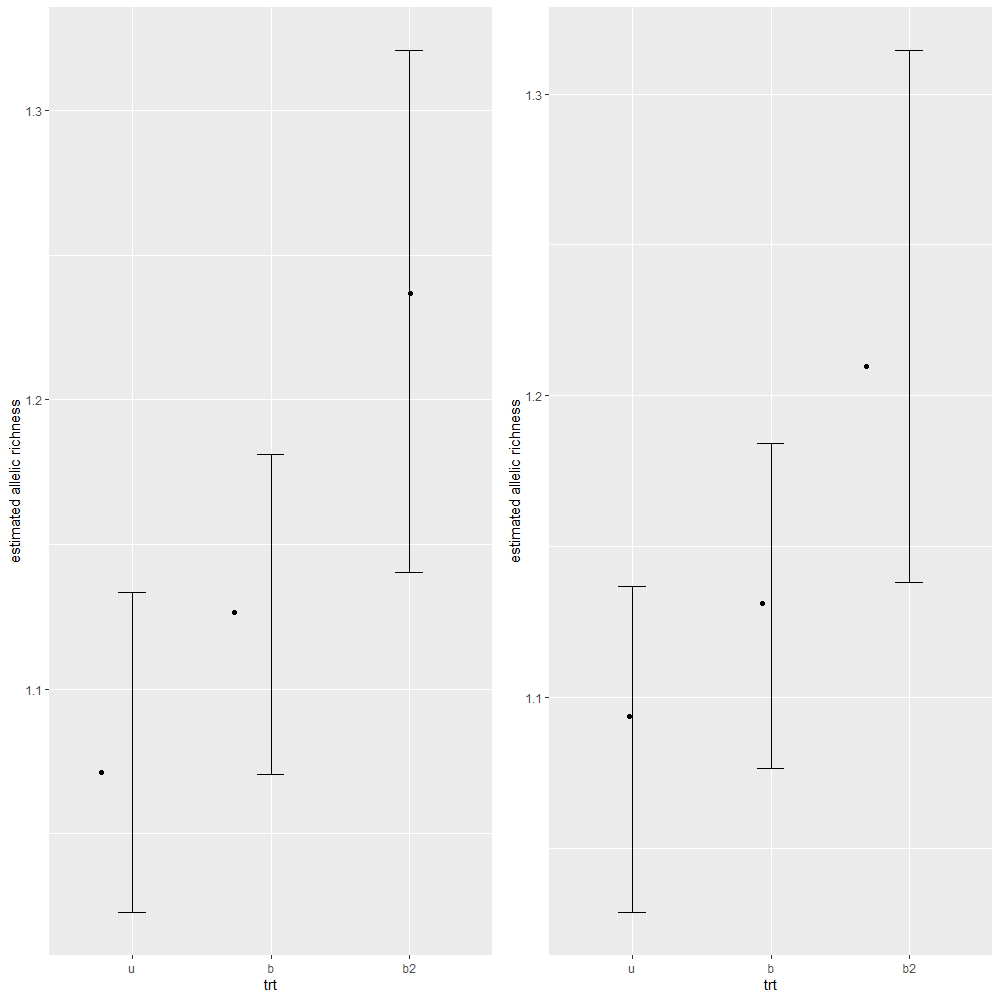 estimated allelic richness
1.3
1.2
1.1
u b b2
trt
estimated allelic richness
1.3
1.2
1.1
u b b2
trt